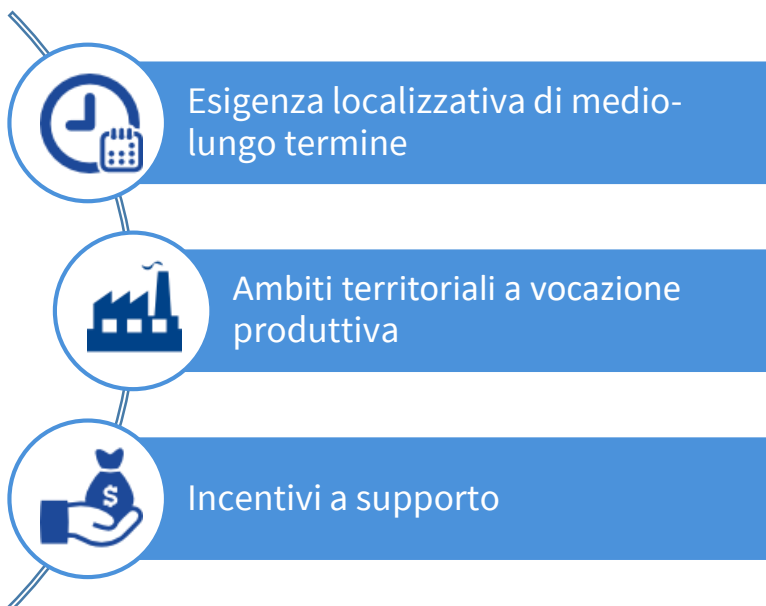 Esigenza localizzativa di medio-
lungo termine
Ambiti territoriali a vocazione
produttiva
$
Incentivi a supporto